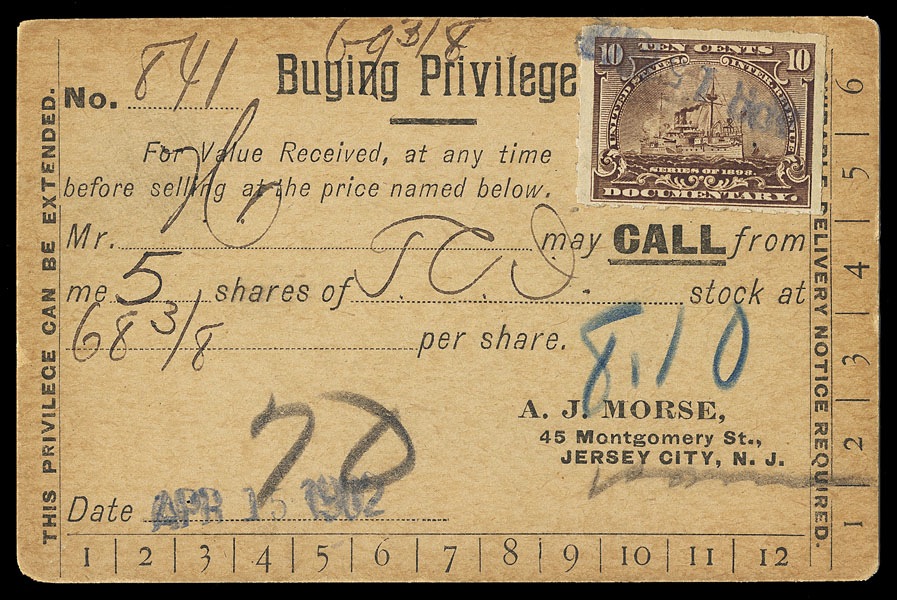 69 3/8
No. 841
Buying Privilege
For Value Received, at any time
before selling at the price named below.
Mr. may CALL from
me 5 shares of T. C. I. stock at
68 3/8 per share.
8.10
A. J. MORSE,
45 Montgomery St.,
JERSEY CITY, N. J.
70
Date APR 15 1902
1 | 2 | 3 | 4 | 5 | 6 | 7 | 8 | 9 | 10 | 11 | 12
THIS PRIVILEGE CAN BE EXTENDED.
DELIVERY NOTICE REQUIRED.
1 | 2 | 3 | 4 | 5 | 6
10 TEN CENTS 10
UNITED STATES INTER. REVENUE
SERIES OF 1898.
DOCUMENTARY.